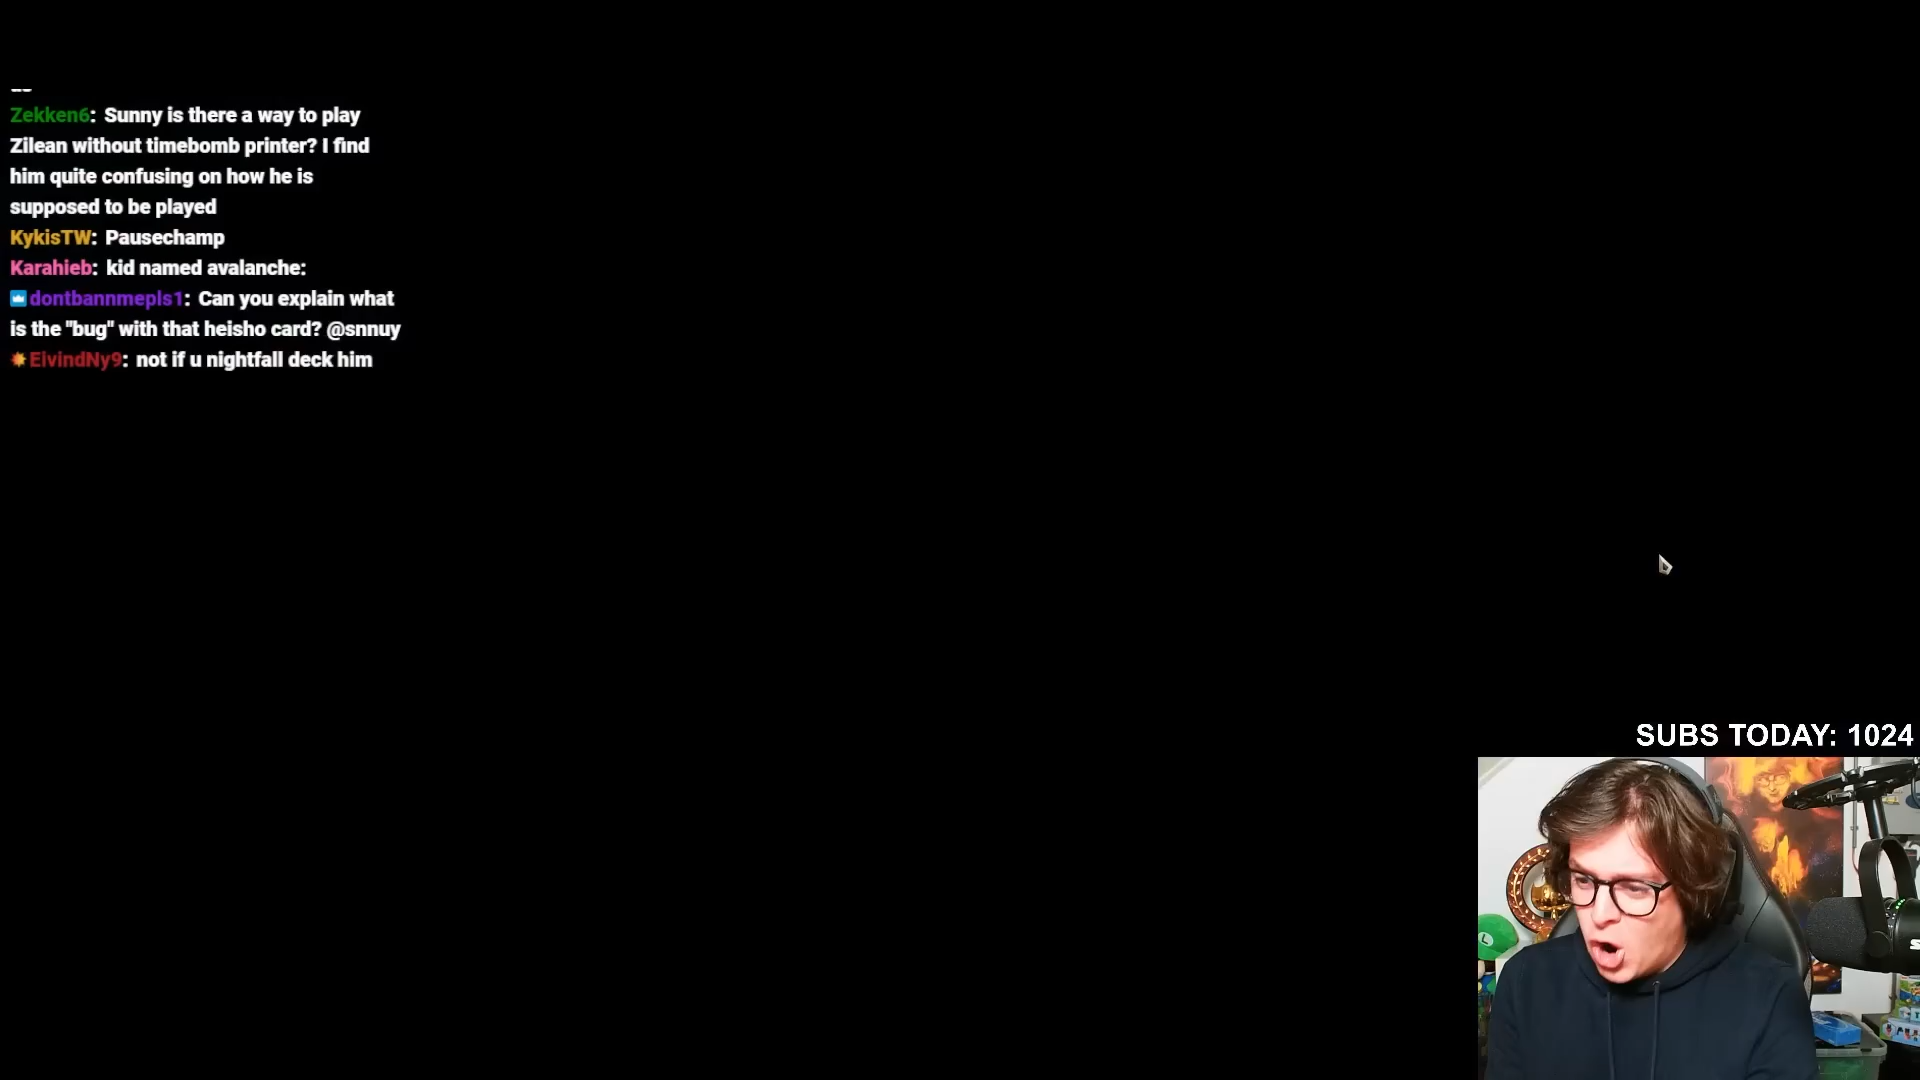 Zekken6: Sunny is there a way to play
Zilean without timebomb printer? I find
him quite confusing on how he is
supposed to be played
KykisTW: Pausechamp
Karahieb: kid named avalanche:
dontbannmepls1: Can you explain what
is the "bug" with that heisho card? @snnuy
EivindNy9: not if u nightfall deck him
SUBS TODAY: 1024
L